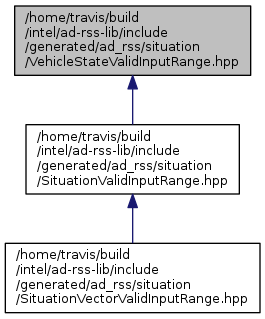 /home/travis/build
/intel/ad-rss-lib/include
/generated/ad_rss/situation
/VehicleStateValidInputRange.hpp
/home/travis/build
/intel/ad-rss-lib/include
/generated/ad_rss/situation
/SituationValidInputRange.hpp
/home/travis/build
/intel/ad-rss-lib/include
/generated/ad_rss/situation
/SituationVectorValidInputRange.hpp